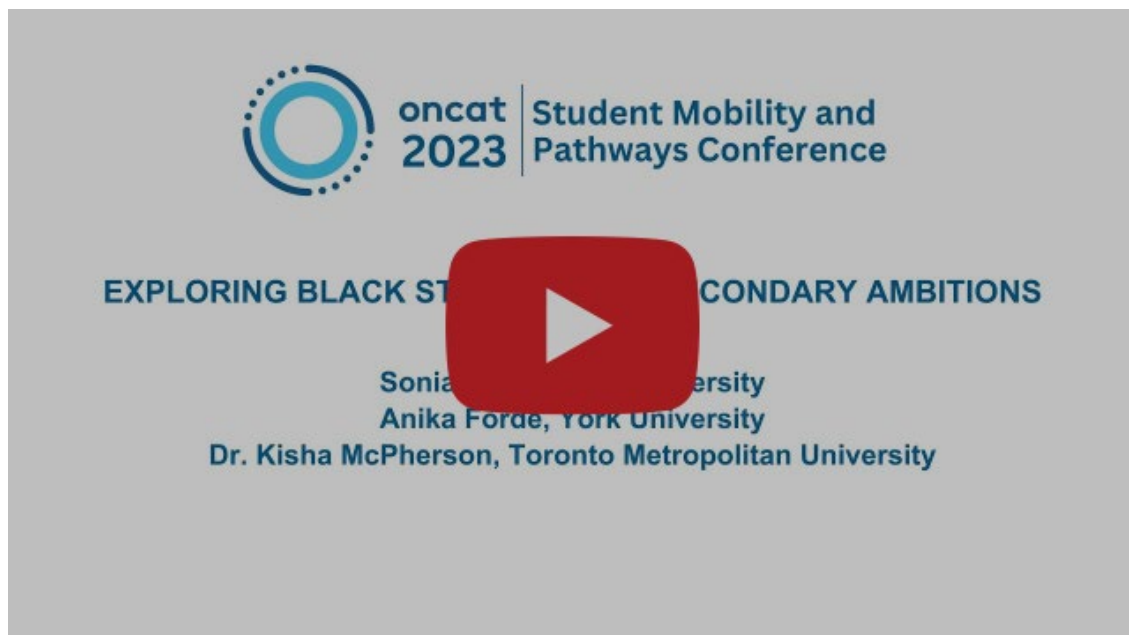 oncat
2023
Student Mobility and
Pathways Conference
EXPLORING BLACK ST CONDARY AMBITIONS
Sonia ersity
Anika Forde, York University
Dr. Kisha McPherson, Toronto Metropolitan University